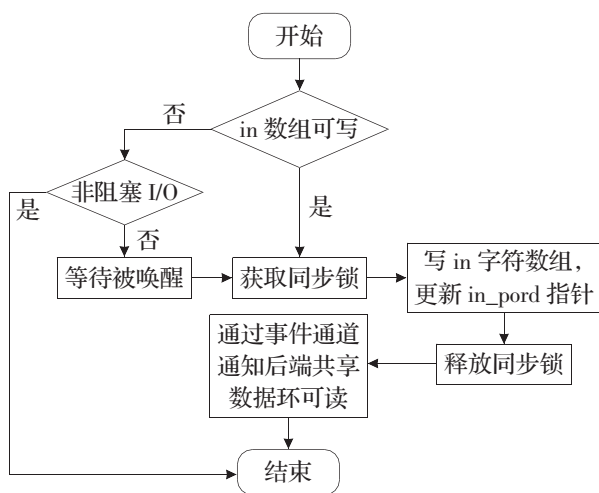 开始
in 数组可写
否
非阻塞 I/O
是
是
否
等待被唤醒
获取同步锁
写 in 字符数组,
更新 in_pord 指针
通过事件通道
通知后端共享
数据环可读
释放同步锁
结束